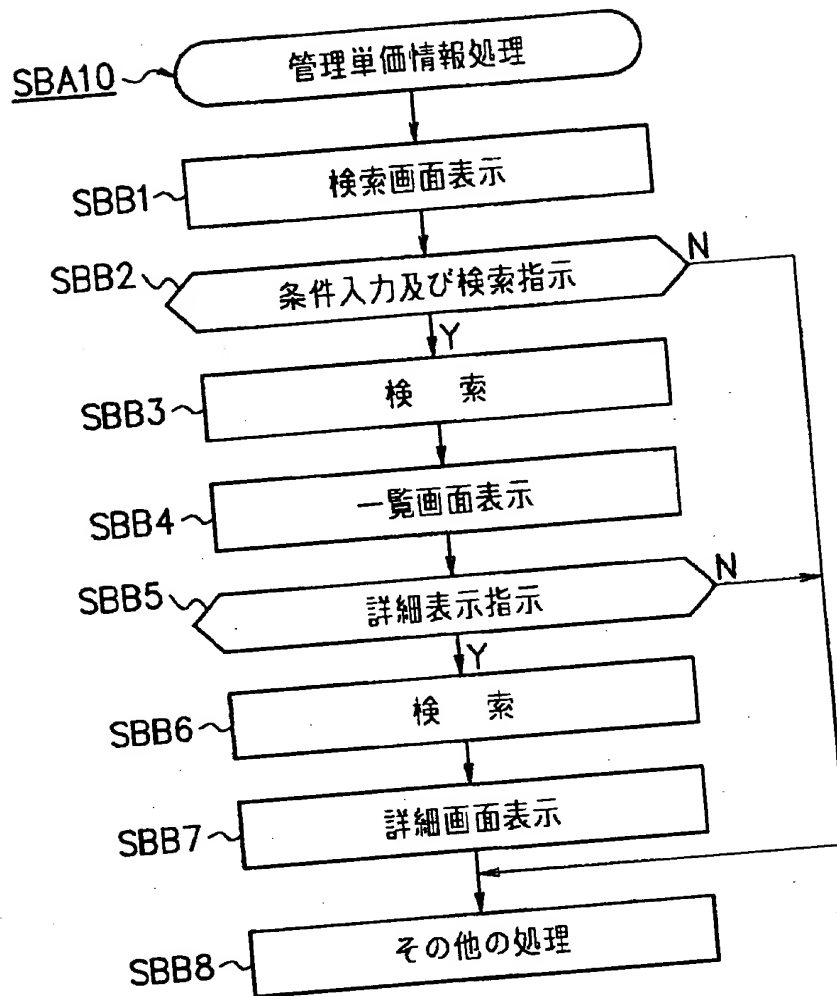 SBA10
管理単価情報処理
SBB1
検索画面表示
SBB2
条件入力及び検索指示
N
Y
SBB3
検 索
SBB4
一覧画面表示
SBB5
詳細表示指示
N
Y
SBB6
検 索
SBB7
詳細画面表示
SBB8
その他の処理